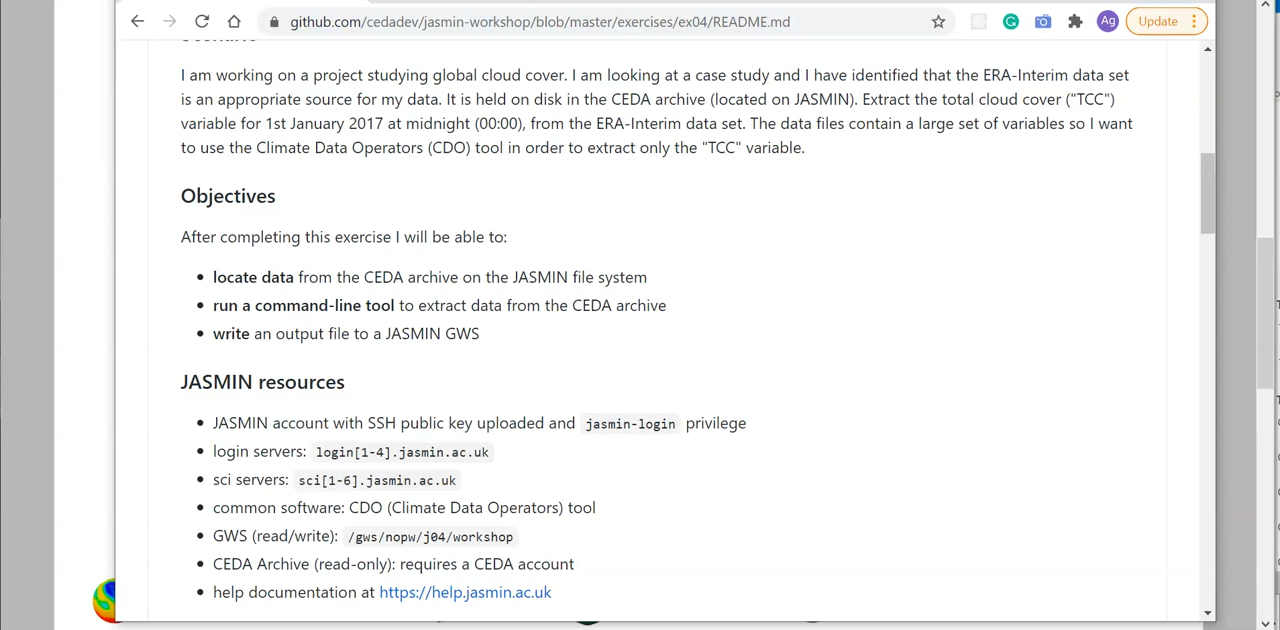 github.com/cedadev/jasmin-workshop/blob/master/exercises/ex04/README.md
Ag
Update
I am working on a project studying global cloud cover. I am looking at a case study and I have identified that the ERA-Interim data set
is an appropriate source for my data. It is held on disk in the CEDA archive (located on JASMIN). Extract the total cloud cover ("TCC")
variable for 1st January 2017 at midnight (00:00), from the ERA-Interim data set. The data files contain a large set of variables so I want
to use the Climate Data Operators (CDO) tool in order to extract only the "TCC" variable.
Objectives
After completing this exercise I will be able to:
• locate data from the CEDA archive on the JASMIN file system
• run a command-line tool to extract data from the CEDA archive
• write an output file to a JASMIN GWS
JASMIN resources
• JASMIN account with SSH public key uploaded and jasmin-login privilege
• login servers: login[1-4].jasmin.ac.uk
• sci servers: sci[1-6].jasmin.ac.uk
• common software: CDO (Climate Data Operators) tool
• GWS (read/write): /gws/nopw/j04/workshop
• CEDA Archive (read-only): requires a CEDA account
• help documentation at https://help.jasmin.ac.uk